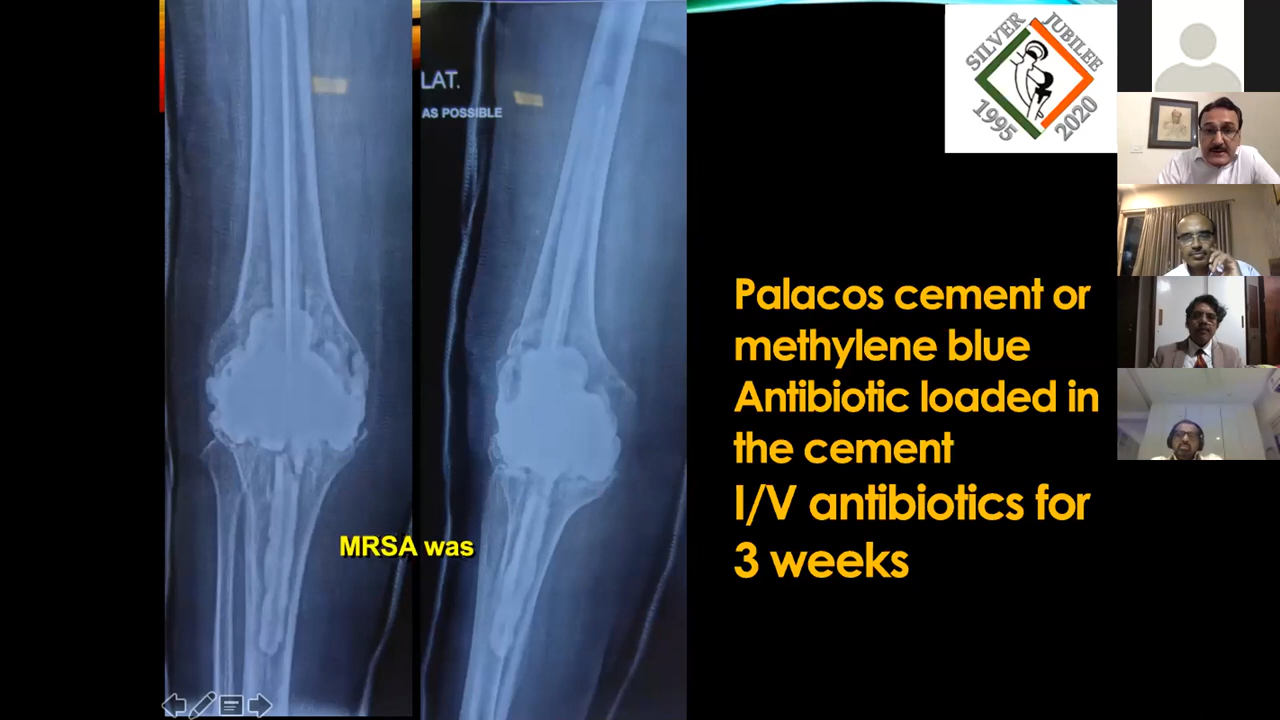 LAT.
AS POSSIBLE
MRSA was
SILVER JUBILEE
1995 2020
Palacos cement or
methylene blue
Antibiotic loaded in
the cement
I/V antibiotics for
3 weeks